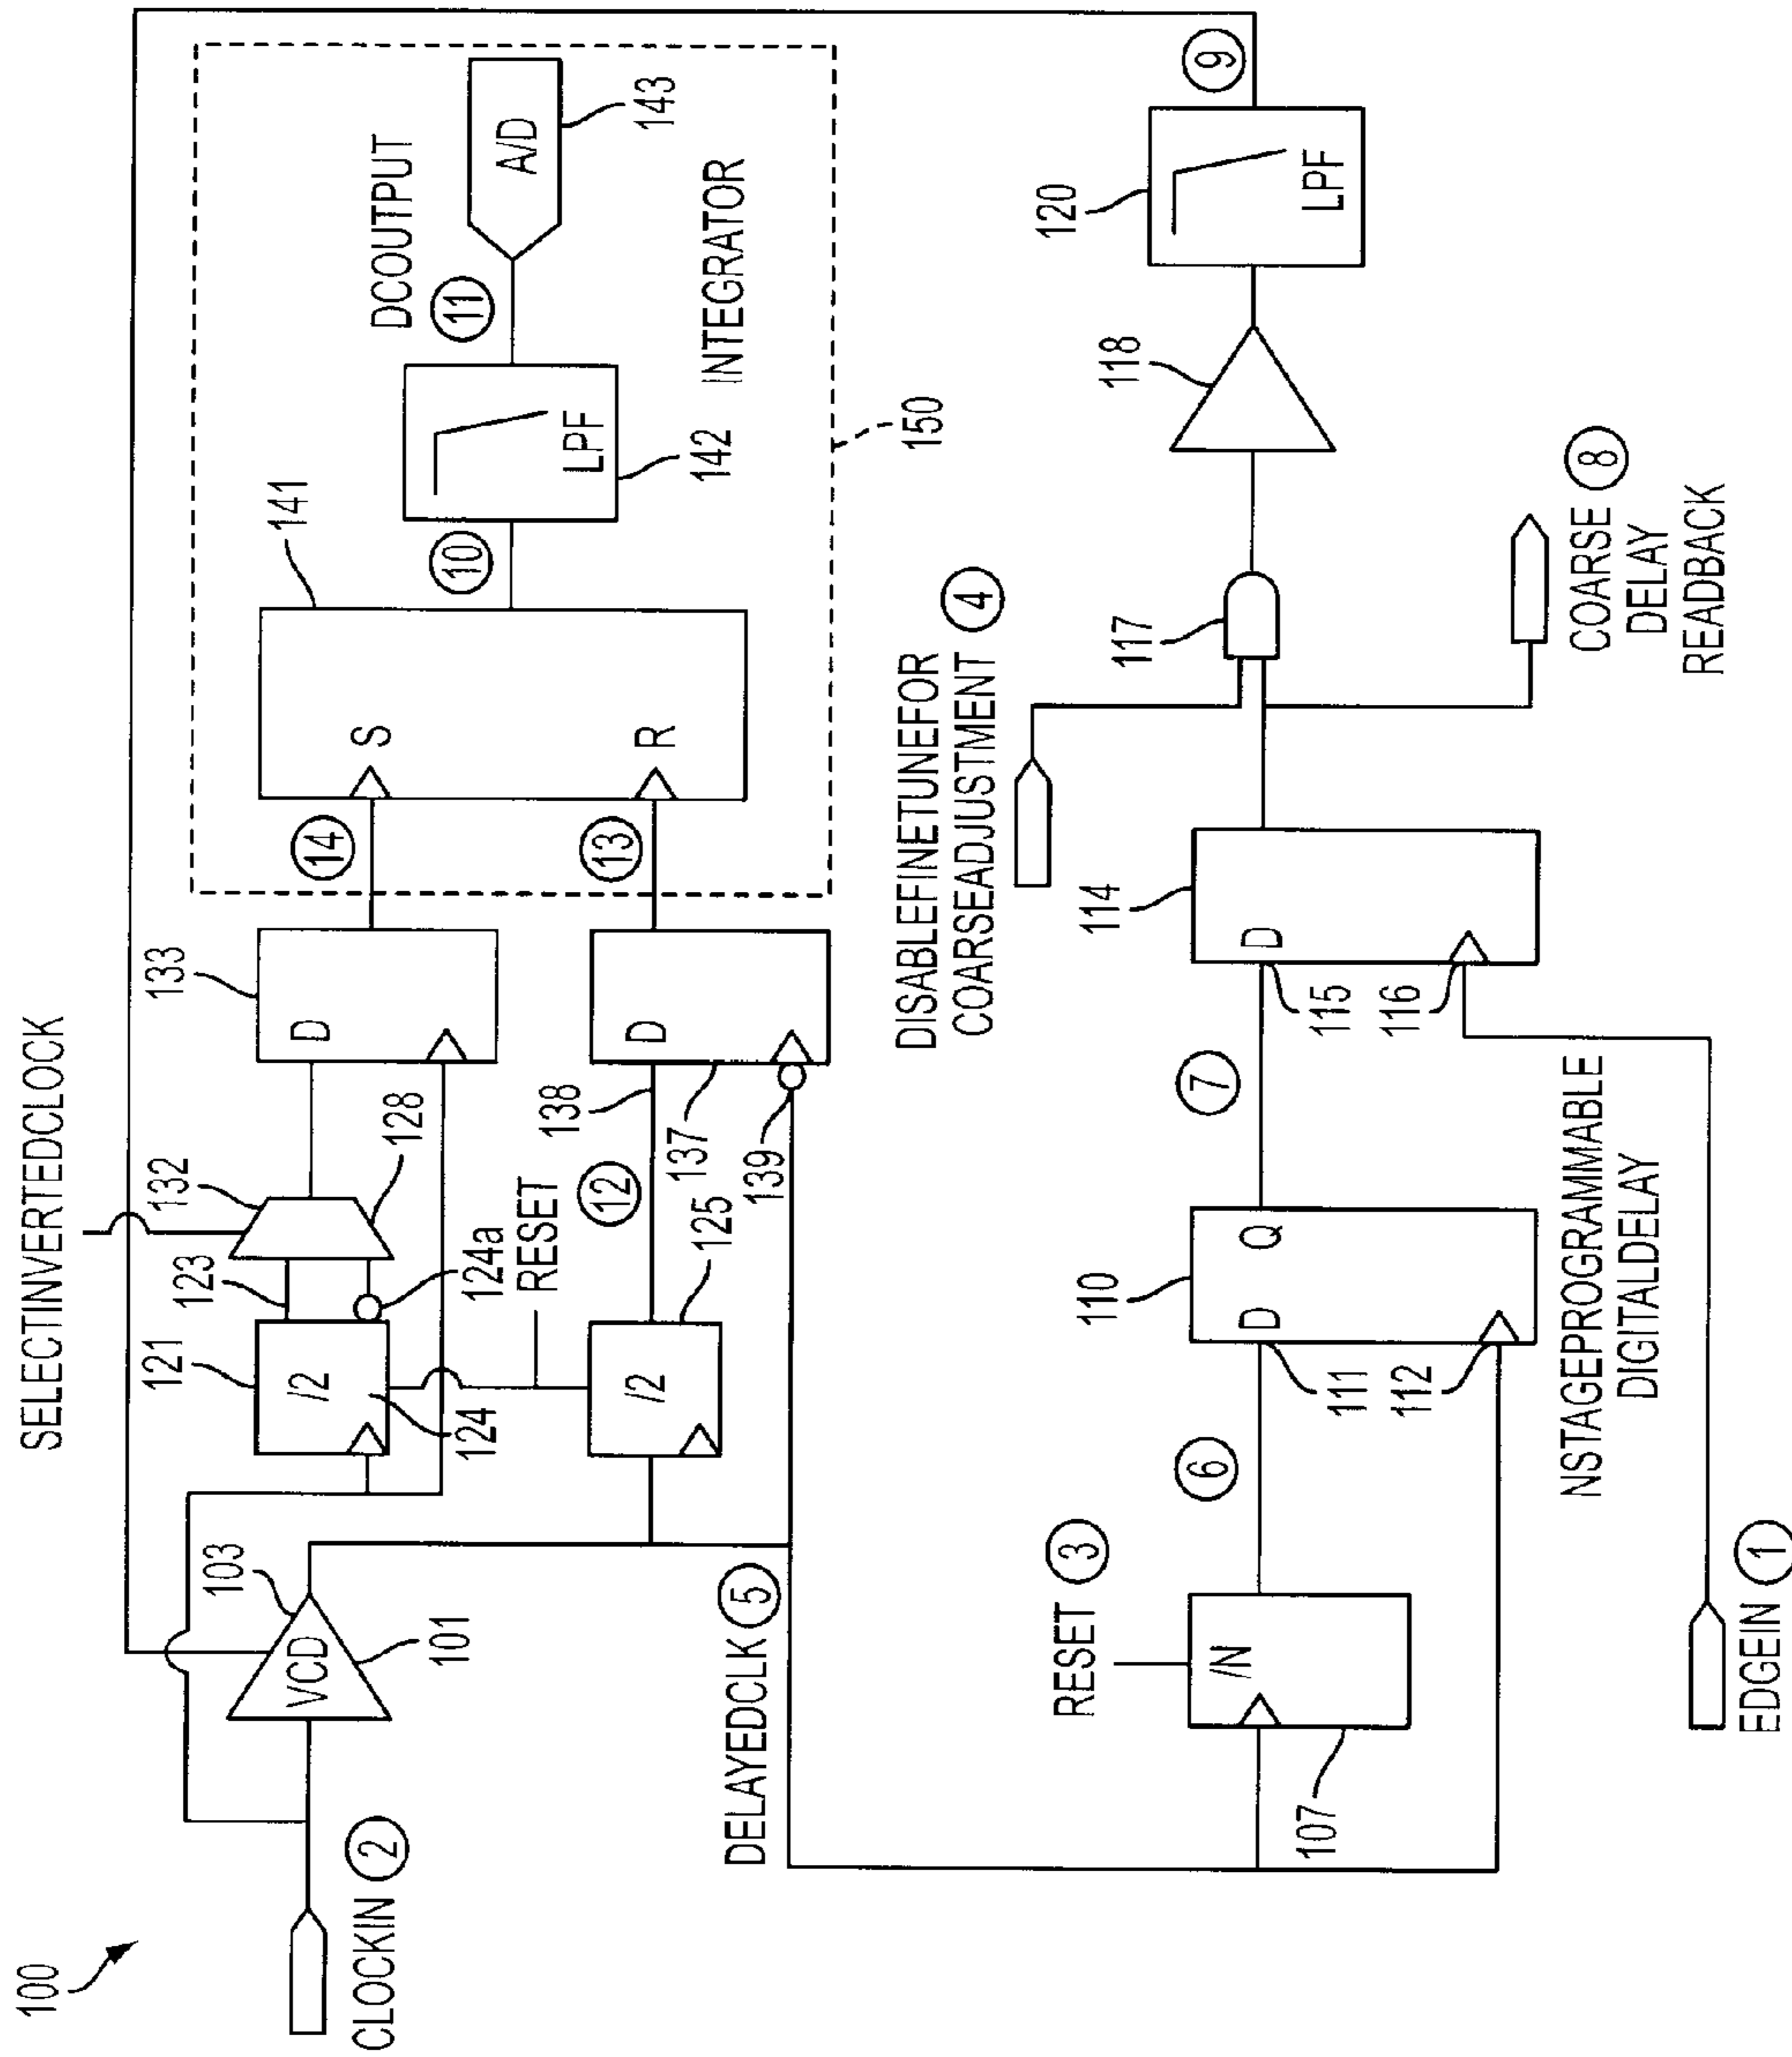 100
CLOCKIN 2
VCD
103
101
SELECTINVERTEDCLOCK
121
/2
124
123
124a
132
128
RESET
/2
125
12
138
137
139
133
D
D
14
13
141
S
R
10
LPF
142
11
DCOUTPUT
A/D
143
INTEGRATOR
150
DELAYEDCLK 5
RESET 3
/N
107
6
110
D Q
111
112
NSTAGEPROGRAMMABLE
DIGITALDELAY
7
EDGEIN 1
114
D
115
116
DISABLEFINETUNEFOR
COARSEADJUSTMENT 4
117
118
120
LPF
9
COARSE 8
DELAY
READBACK